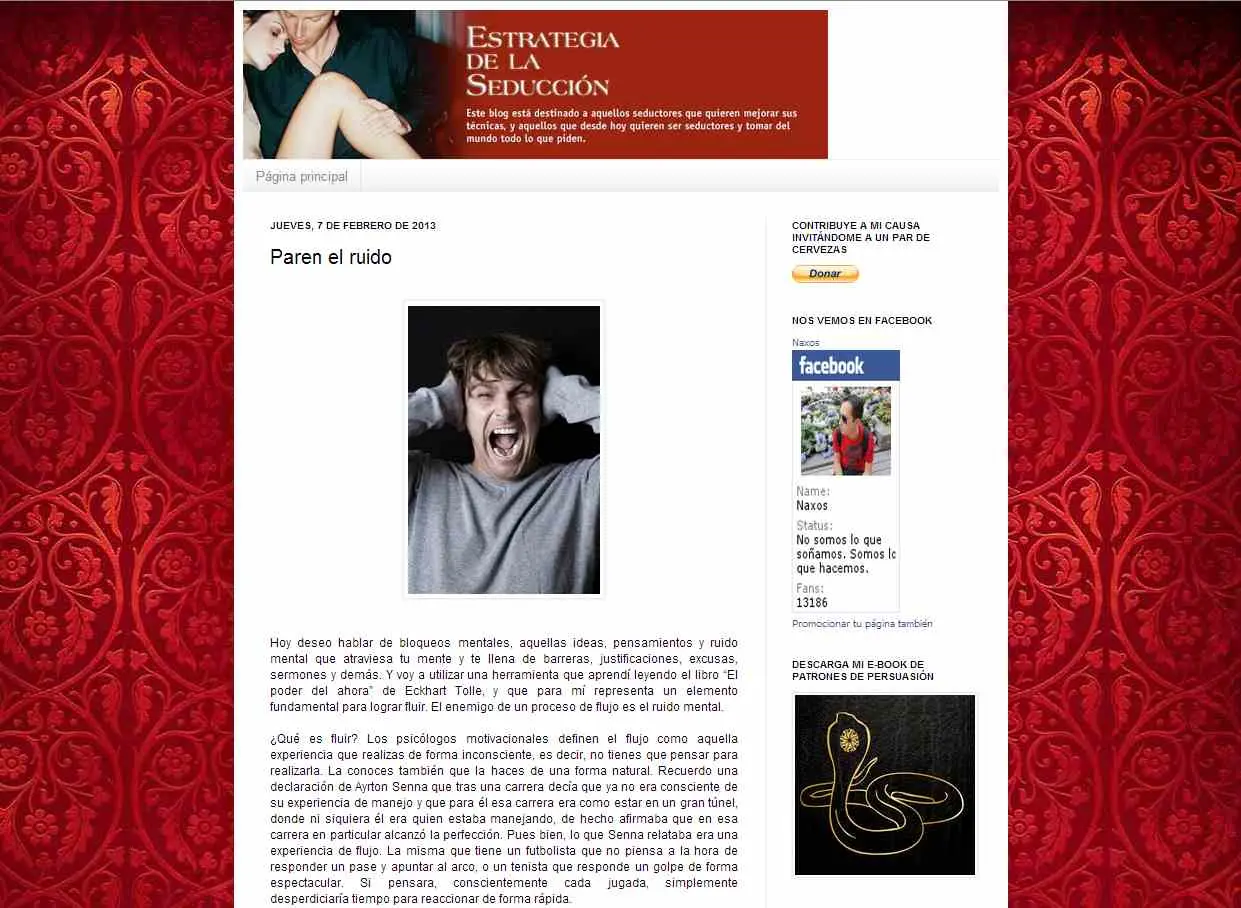 ESTRATEGIA
DE LA
SEDUCCIÓN
Este blog está destinado a aquellos seductores que quieren mejorar sus
técnicas, y aquellos que desde hoy quieren ser seductores y tomar del
mundo todo lo que piden.
Página principal
JUEVES, 7 DE FEBRERO DE 2013
Paren el ruido
Hoy deseo hablar de bloqueos mentales, aquellas ideas, pensamientos y ruido
mental que atraviesa tu mente y te llena de barreras, justificaciones, excusas,
sermones y demás. Y voy a utilizar una herramienta que aprendí leyendo el libro “El
poder del ahora” de Eckhart Tolle, y que para mí representa un elemento
fundamental para lograr fluir. El enemigo de un proceso de flujo es el ruido mental.
¿Qué es fluir? Los psicólogos motivacionales definen el flujo como aquella
experiencia que realizas de forma inconsciente, es decir, no tienes que pensar para
realizarla. La conoces también que la haces de una forma natural. Recuerdo una
declaración de Ayrton Senna que tras una carrera decía que ya no era consciente de
su experiencia de manejo y que para él esa carrera era como estar en un gran túnel,
donde ni siquiera él era quien estaba manejando, de hecho afirmaba que en esa
carrera en particular alcanzó la perfección. Pues bien, lo que Senna relataba era una
experiencia de flujo. La misma que tiene un futbolista que no piensa a la hora de
responder un pase y apuntar al arco, o un tenista que responde un golpe de forma
espectacular. Si pensara, conscientemente cada jugada, simplemente
desperdiciaría tiempo para reaccionar de forma rápida.
CONTRIBUYE A MI CAUSA
INVITÁNDOME A UN PAR DE
CERVEZAS
Donar
NOS VEMOS EN FACEBOOK
Naxos
facebook
Name:
Naxos
Status:
No somos lo que
soñamos. Somos lo
que hacemos.
Fans:
13186
Promocionar tu página también
DESCARGA MI E-BOOK DE
PATRONES DE PERSUASIÓN